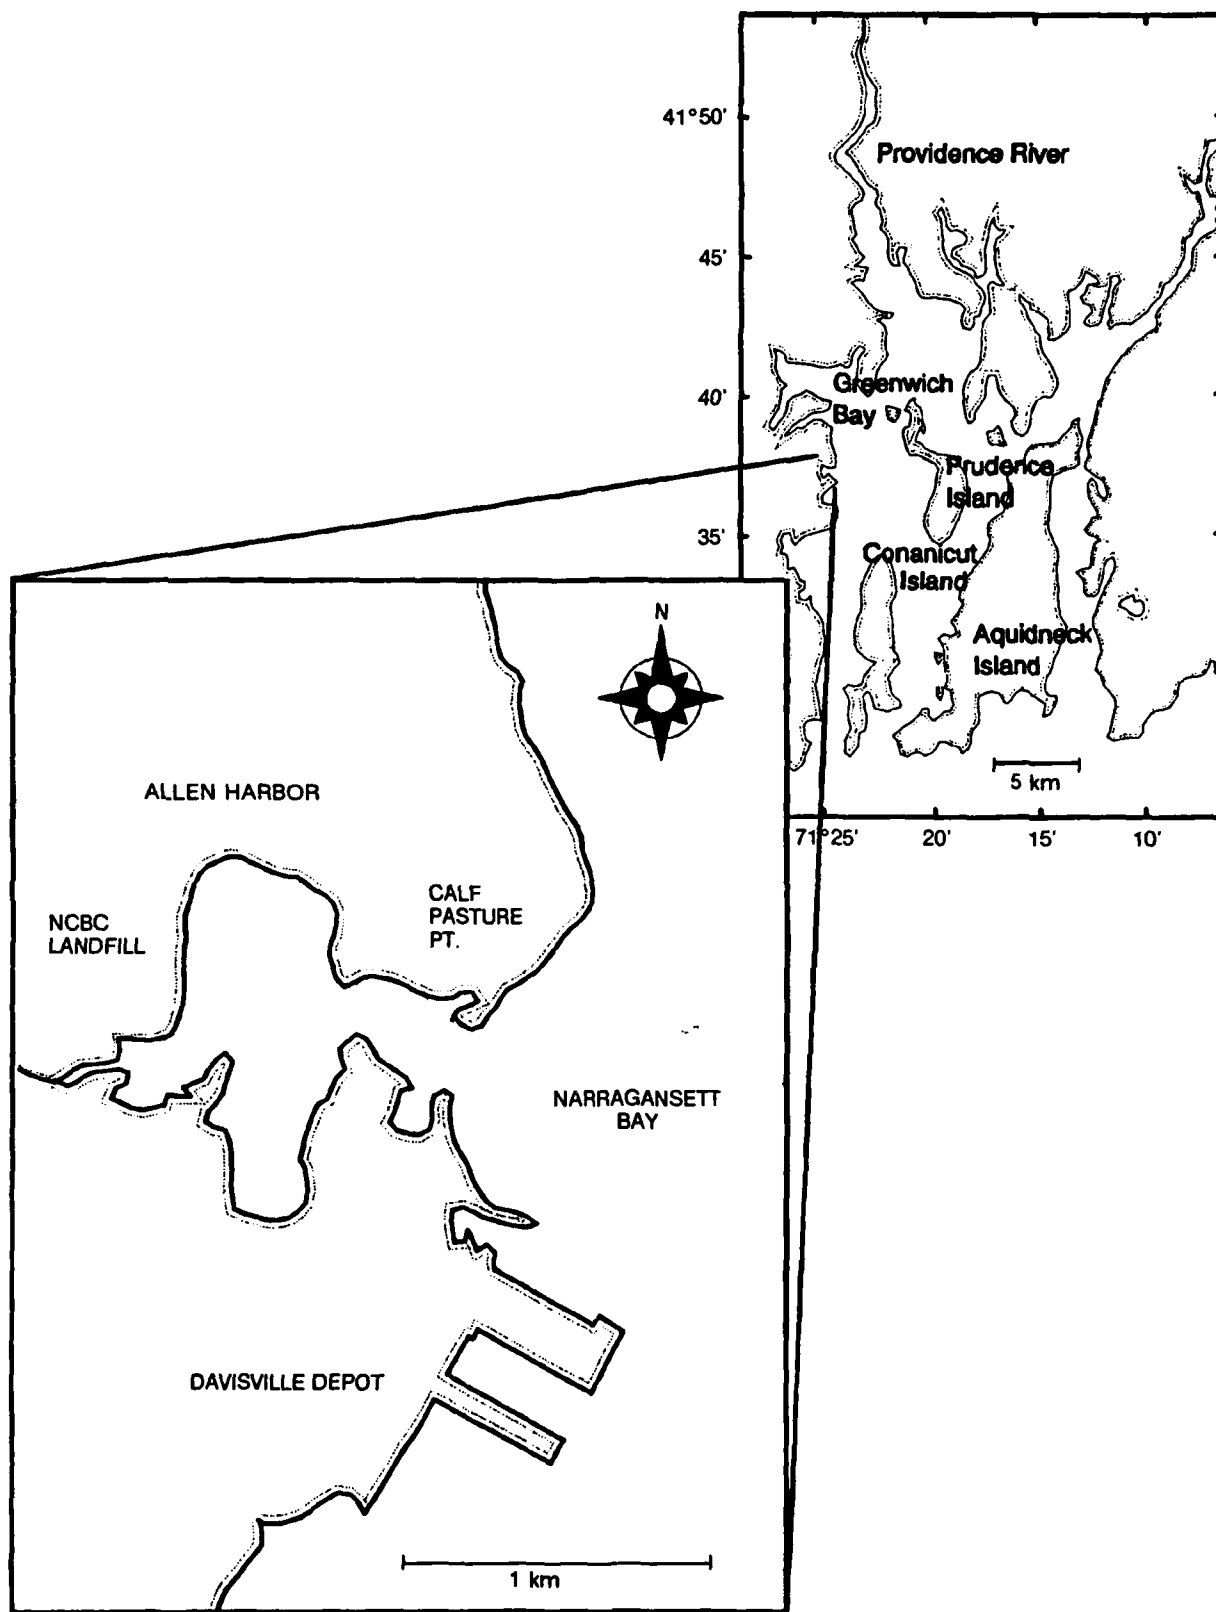 41°50'
Providence River
45'
Greenwich
Bay
40'
Prudence
Island
35'
Conanicut
Island
Aquidneck
Island
5 km
71°25'
20'
15'
10'
N
ALLEN HARBOR
CALF
PASTURE
PT.
NCBC
LANDFILL
NARRAGANSETT
BAY
DAVISVILLE DEPOT
1 km